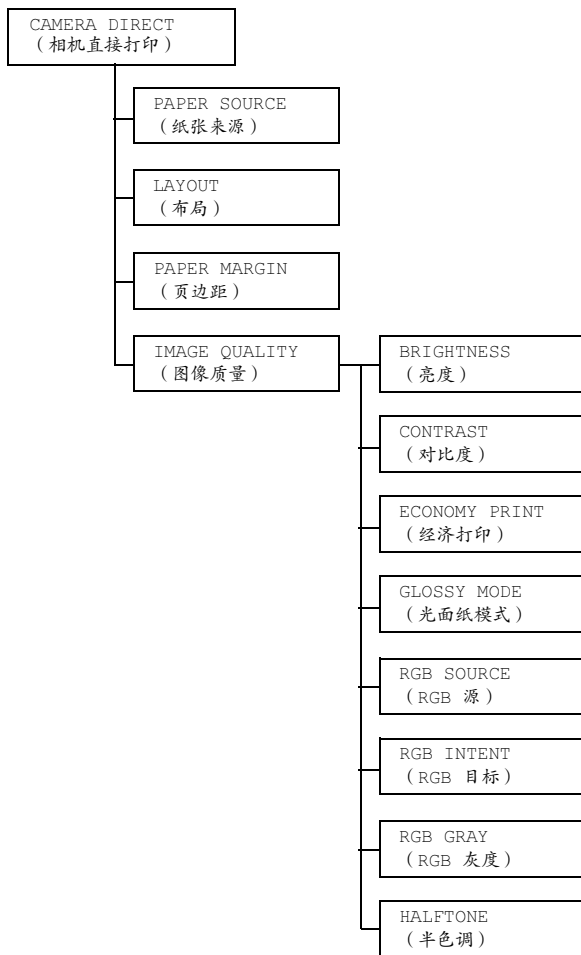 CAMERA DIRECT
（相机直接打印）
PAPER SOURCE
（纸张来源）
LAYOUT
（布局）
PAPER MARGIN
（页边距）
IMAGE QUALITY
（图像质量）
BRIGHTNESS
（亮度）
CONTRAST
（对比度）
ECONOMY PRINT
（经济打印）
GLOSSY MODE
（光面纸模式）
RGB SOURCE
（RGB 源）
RGB INTENT
（RGB 目标）
RGB GRAY
（RGB 灰度）
HALFTONE
（半色调）